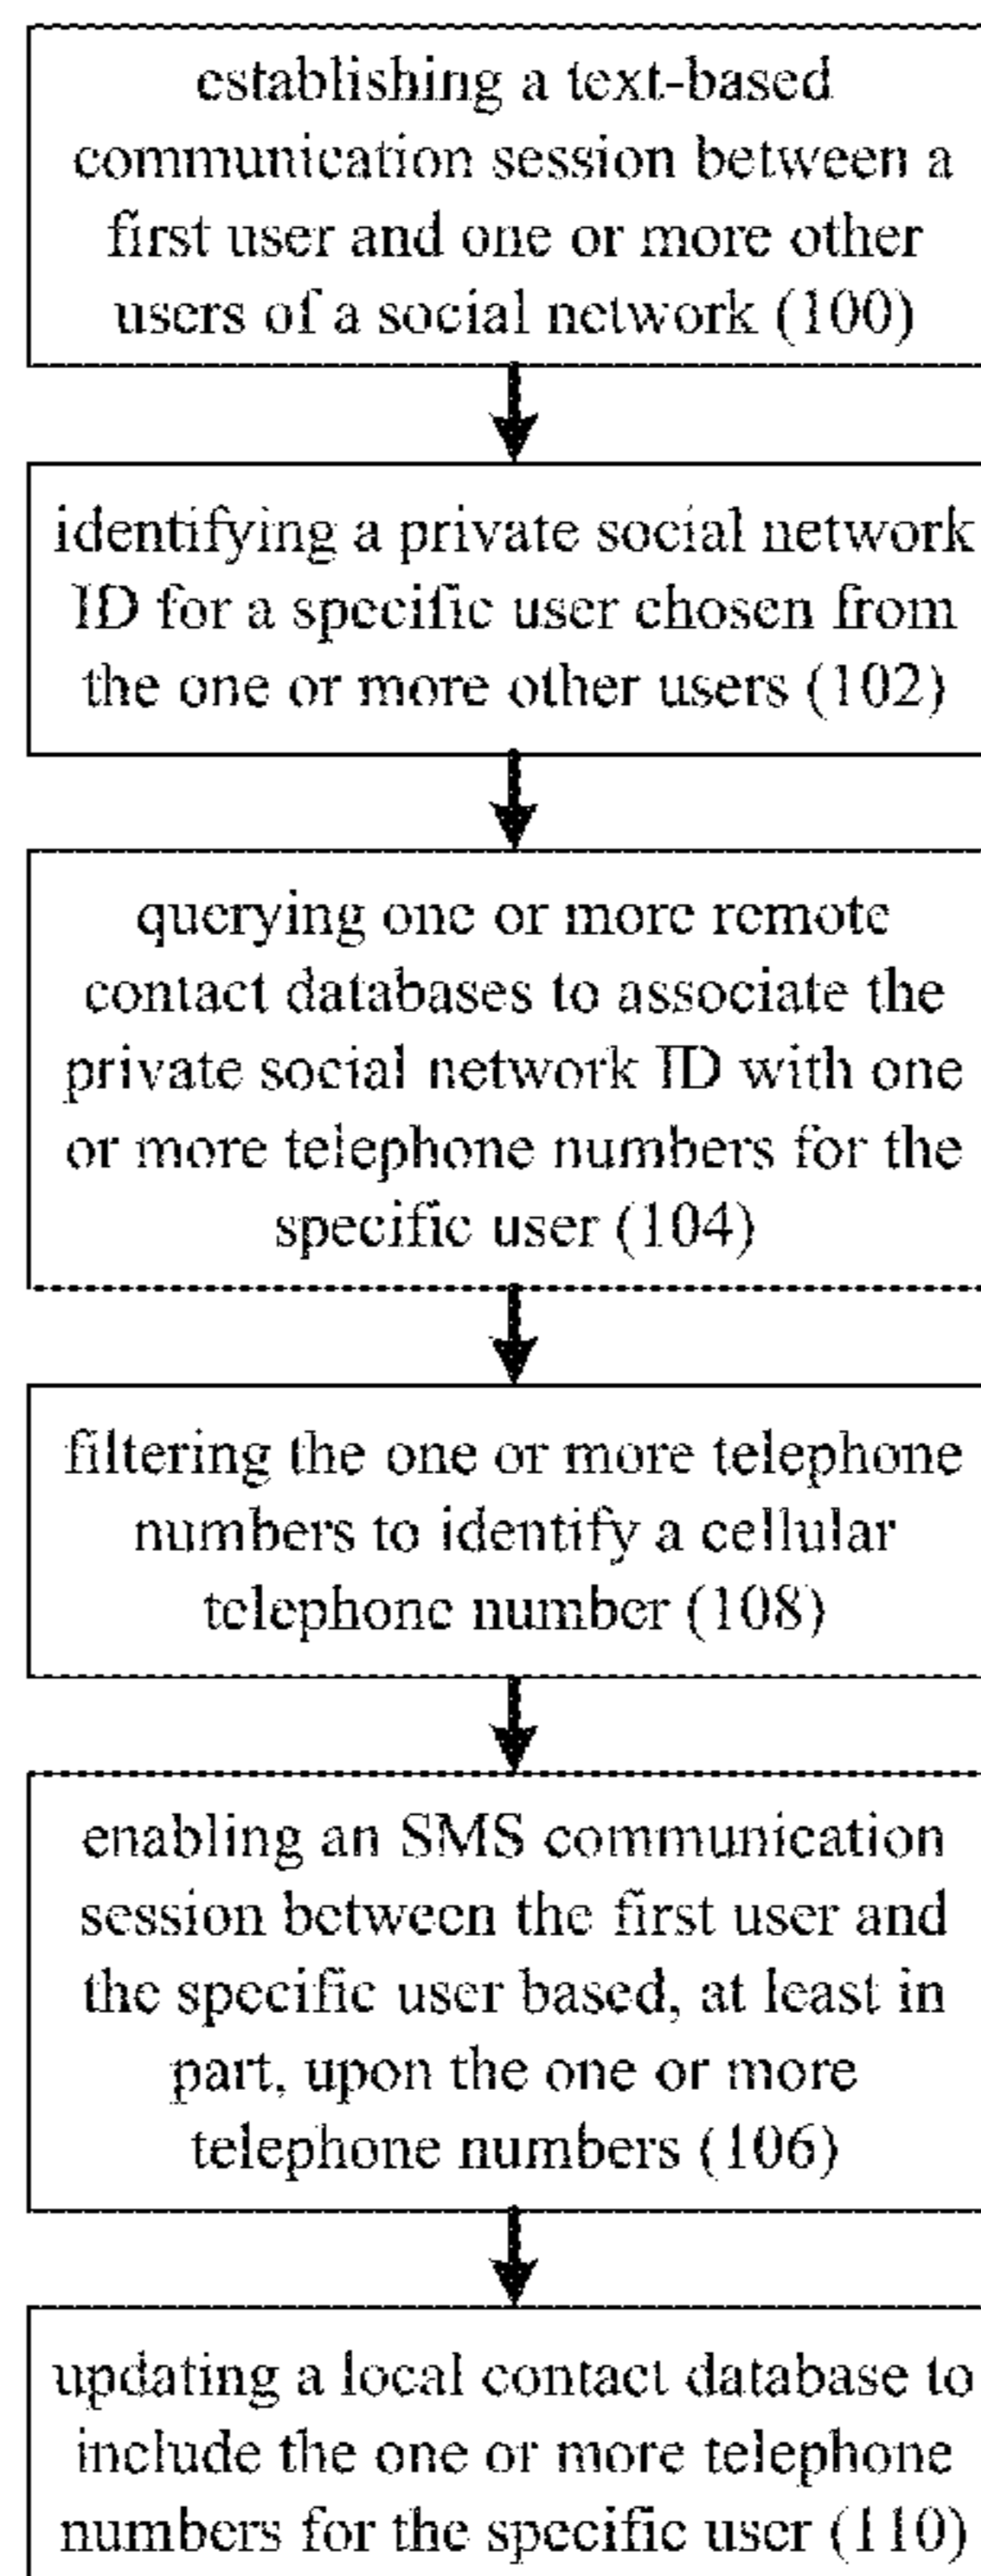 establishing a text-based
communication session between a
first user and one or more other
users of a social network (100)
identifying a private social network
ID for a specific user chosen from
the one or more other users (102)
querying one or more remote
contact databases to associate the
private social network ID with one
or more telephone numbers for the
specific user (104)
filtering the one or more telephone
numbers to identify a cellular
telephone number (108)
enabling an SMS communication
session between the first user and
the specific user based, at least in
part, upon the one or more
telephone numbers (106)
updating a local contact database to
include the one or more telephone
numbers for the specific user (110)